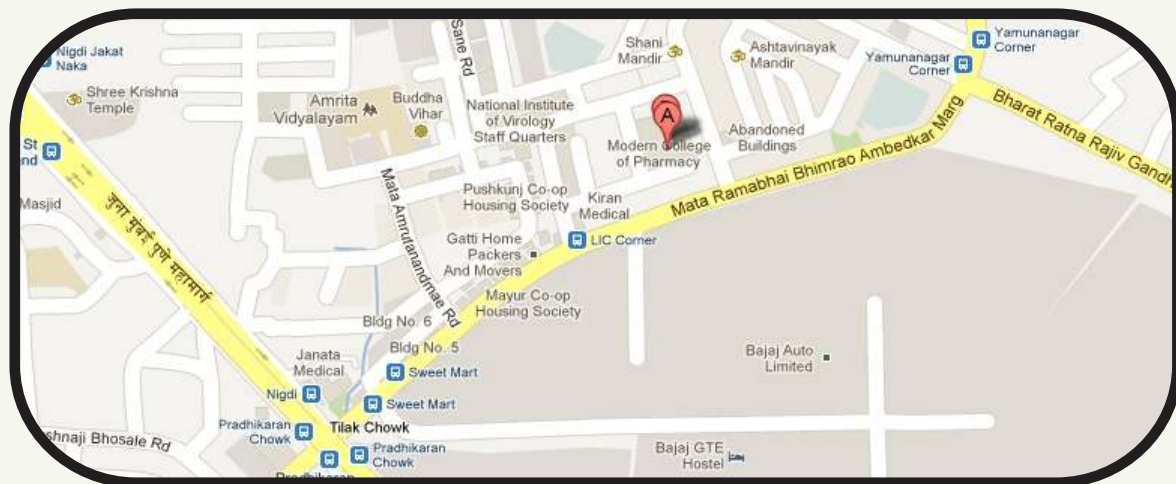 Nigdi Jakat
Naka
Shree Krishna
Temple
St
Masjid
जुना मुंबई पुणे महामार्ग
Amrita
Vidyalayam
Buddha
Vihar
Sane Rd
National Institute
of Virology
Staff Quarters
Shani
Mandir
Ashtavinayak
Mandir
Yamunanagar
Corner
Yamunanagar
Corner
A
Modern College
of Pharmacy
Abandoned
Buildings
Bharat Ratna Rajiv Gandh
Mata Ramabhai Bhimrao Ambedkar Marg
Mata Amrutanandmae Rd
Pushkunj Co-op
Housing Society
Kiran
Medical
LIC Corner
Gatti Home
Packers
And Movers
Mayur Co-op
Housing Society
Bldg No. 6
Bldg No. 5
Janata
Medical
Sweet Mart
Sweet Mart
Nigdi
Tilak Chowk
Pradhikaran
Chowk
Pradhikaran
Chowk
shnaji Bhosale Rd
Bajaj Auto
Limited
Bajaj GTE
Hostel